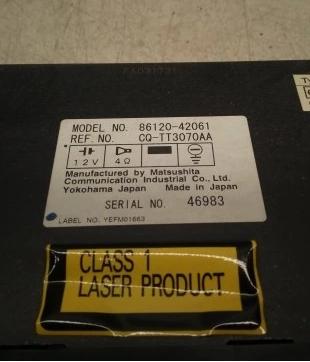 MODEL NO. 86120-42061
REF. NO. CQ-TT3070AA
12V 4Ω
Manufactured by Matsushita
Communication Industrial Co., Ltd.
Yokohama Japan Made in Japan
SERIAL NO. 46983
LABEL NO. YEFM01663
CLASS 1
LASER PRODUCT